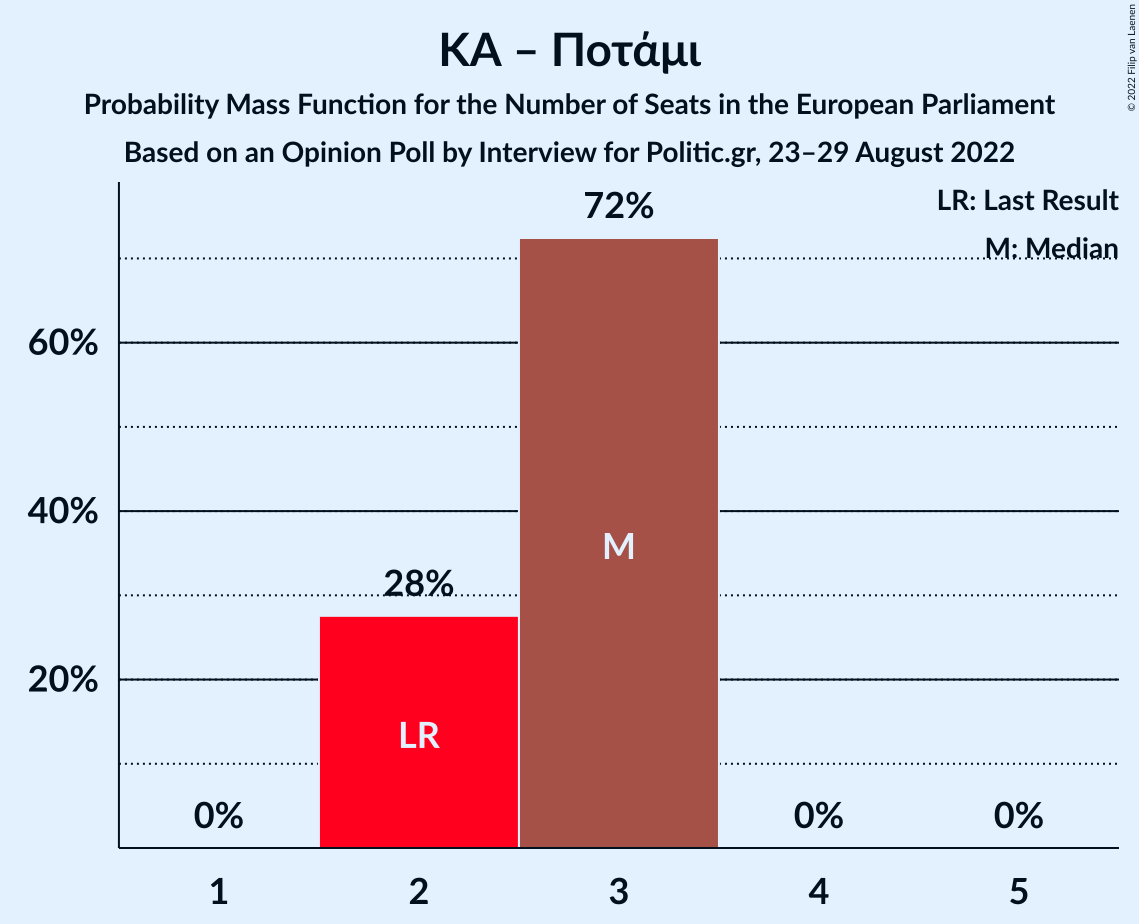 ΚΑ – Ποτάμι
Probability Mass Function for the Number of Seats in the European Parliament
Based on an Opinion Poll by Interview for Politic.gr, 23–29 August 2022
© 2022 Filip van Laenen
LR: Last Result
M: Median
72%
60%
40%
20%
28%
M
LR
0%
0%
0%
1
2
3
4
5